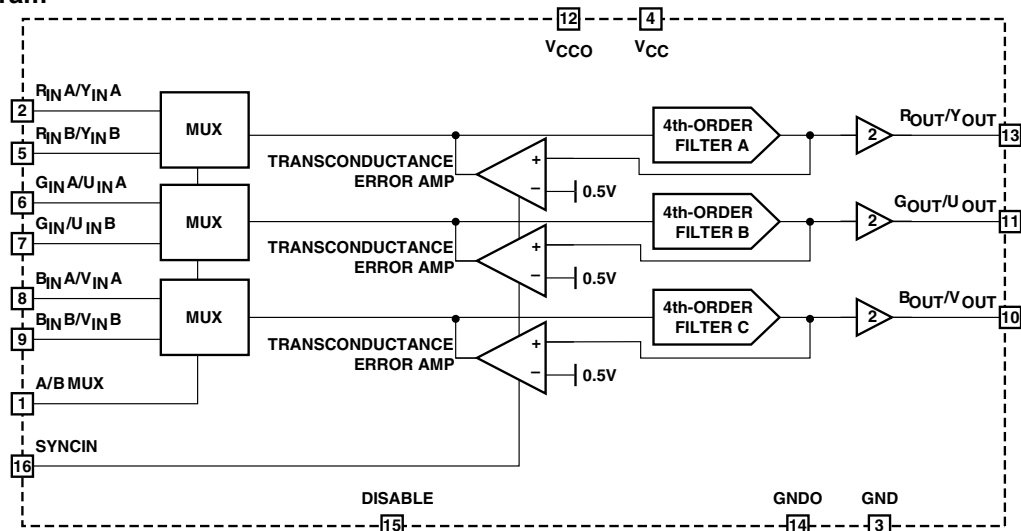 12
4
VCCO
VCC
RINA/YINA
2
MUX
4th-ORDER
FILTER A
2
ROUT/YOUT
13
RINB/YINB
5
TRANSCONDUCTANCE
ERROR AMP
+
–
0.5V
GINA/UINA
6
MUX
4th-ORDER
FILTER B
2
GOUT/UOUT
11
GIN/UINB
7
TRANSCONDUCTANCE
ERROR AMP
+
–
0.5V
BINA/VINA
8
MUX
4th-ORDER
FILTER C
2
BOUT/VOUT
10
BINB/VINB
9
TRANSCONDUCTANCE
ERROR AMP
+
–
0.5V
A/B MUX
1
SYNCIN
16
DISABLE
15
GNDO
14
GND
3